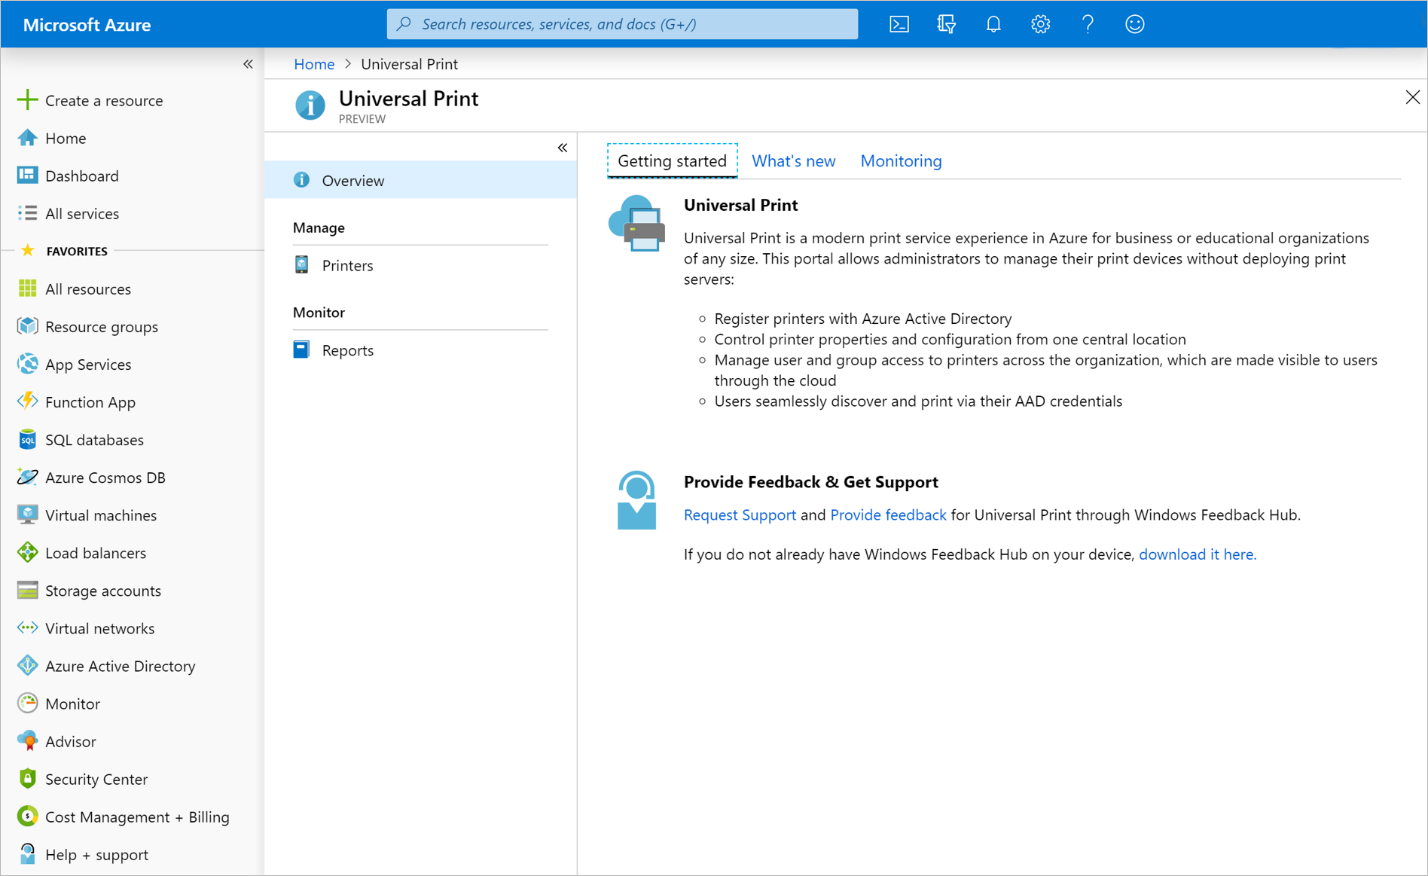 Microsoft Azure
Search resources, services, and docs (G+/)
Create a resource
Home
Dashboard
All services
FAVORITES
All resources
Resource groups
App Services
Function App
SQL databases
Azure Cosmos DB
Virtual machines
Load balancers
Storage accounts
Virtual networks
Azure Active Directory
Monitor
Advisor
Security Center
Cost Management + Billing
Help + support
Home > Universal Print
Universal Print
PREVIEW
Overview
Manage
Printers
Monitor
Reports
Getting started What's new Monitoring
Universal Print
Universal Print is a modern print service experience in Azure for business or educational organizations
of any size. This portal allows administrators to manage their print devices without deploying print
servers:
Register printers with Azure Active Directory
Control printer properties and configuration from one central location
Manage user and group access to printers across the organization, which are made visible to users
through the cloud
Users seamlessly discover and print via their AAD credentials
Provide Feedback & Get Support
Request Support and Provide feedback for Universal Print through Windows Feedback Hub.
If you do not already have Windows Feedback Hub on your device, download it here.